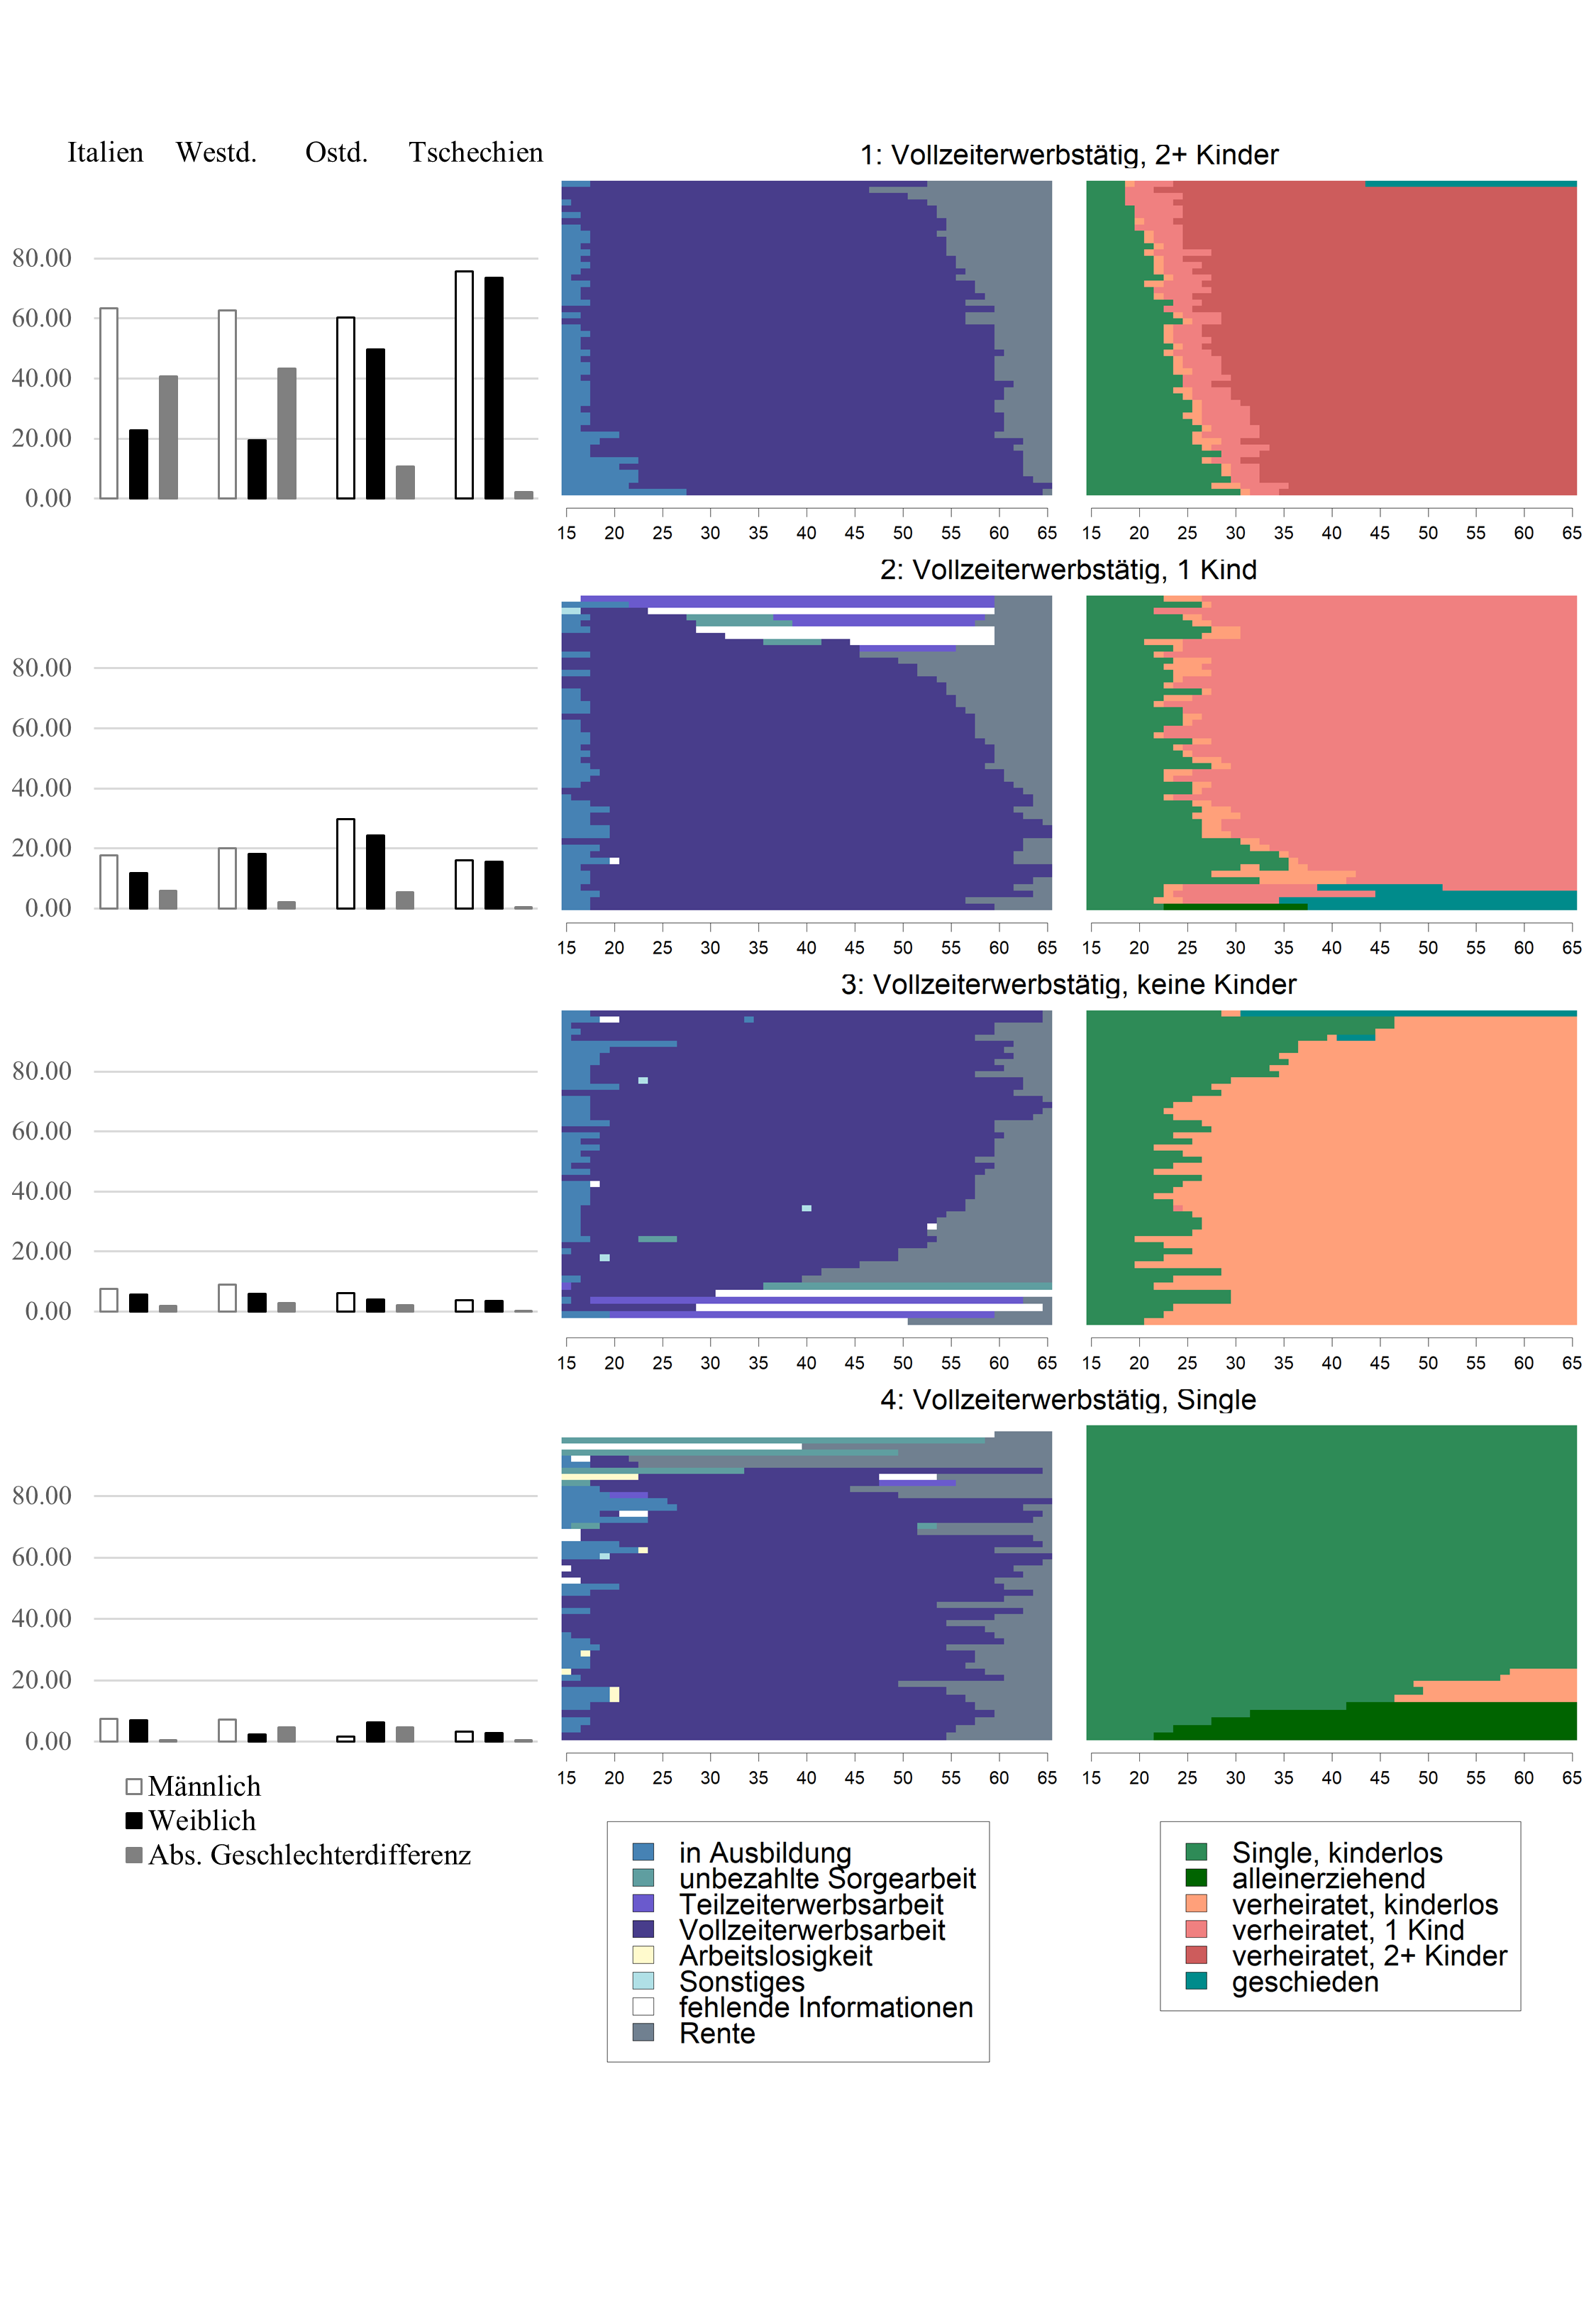 Italien Westd. Ostd. Tschechien
1: Vollzeiterwerbstätig, 2+ Kinder
80.00
60.00
40.00
20.00
0.00
15 20 25 30 35 40 45 50 55 60 65
15 20 25 30 35 40 45 50 55 60 65
2: Vollzeiterwerbstätig, 1 Kind
80.00
60.00
40.00
20.00
0.00
15 20 25 30 35 40 45 50 55 60 65
15 20 25 30 35 40 45 50 55 60 65
3: Vollzeiterwerbstätig, keine Kinder
80.00
60.00
40.00
20.00
0.00
15 20 25 30 35 40 45 50 55 60 65
15 20 25 30 35 40 45 50 55 60 65
4: Vollzeiterwerbstätig, Single
80.00
60.00
40.00
20.00
0.00
15 20 25 30 35 40 45 50 55 60 65
15 20 25 30 35 40 45 50 55 60 65
Männlich
Weiblich
Abs. Geschlechterdifferenz
in Ausbildung
unbezahlte Sorgearbeit
Teilzeiterwerbsarbeit
Vollzeiterwerbsarbeit
Arbeitslosigkeit
Sonstiges
fehlende Informationen
Rente
Single, kinderlos
alleinerziehend
verheiratet, kinderlos
verheiratet, 1 Kind
verheiratet, 2+ Kinder
geschieden